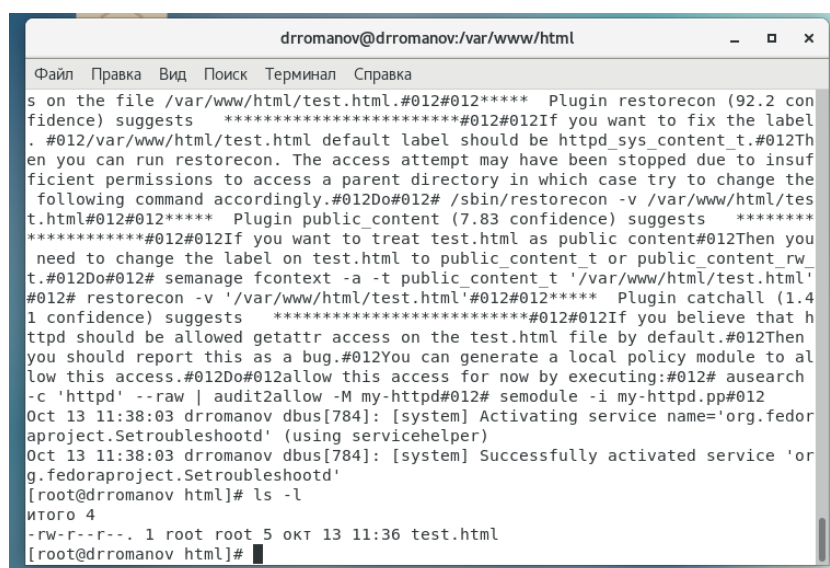 drromanov@drromanov:/var/www/html
Файл Правка Вид Поиск Терминал Справка
s on the file /var/www/html/test.html.#012#012***** Plugin restorecon (92.2 con
fidence) suggests ************************#012#012If you want to fix the label
. #012/var/www/html/test.html default label should be httpd_sys_content_t.#012Th
en you can run restorecon. The access attempt may have been stopped due to insuf
ficient permissions to access a parent directory in which case try to change the
following command accordingly.#012Do#012# /sbin/restorecon -v /var/www/html/tes
t.html#012#012***** Plugin public_content (7.83 confidence) suggests ********
************#012#012If you want to treat test.html as public content#012Then you
need to change the label on test.html to public_content_t or public_content_rw_
t.#012Do#012# semanage fcontext -a -t public_content_t '/var/www/html/test.html'
#012# restorecon -v '/var/www/html/test.html'#012#012***** Plugin catchall (1.4
1 confidence) suggests **************************#012#012If you believe that h
ttpd should be allowed getattr access on the test.html file by default.#012Then
you should report this as a bug.#012You can generate a local policy module to al
low this access.#012Do#012allow this access for now by executing:#012# ausearch
-c 'httpd' --raw | audit2allow -M my-httpd#012# semodule -i my-httpd.pp#012
Oct 13 11:38:03 drromanov dbus[784]: [system] Activating service name='org.fedor
aproject.Setroubleshootd' (using servicehelper)
Oct 13 11:38:03 drromanov dbus[784]: [system] Successfully activated service 'or
g.fedoraproject.Setroubleshootd'
[root@drromanov html]# ls -l
итого 4
-rw-r--r--. 1 root root 5 окт 13 11:36 test.html
[root@drromanov html]#